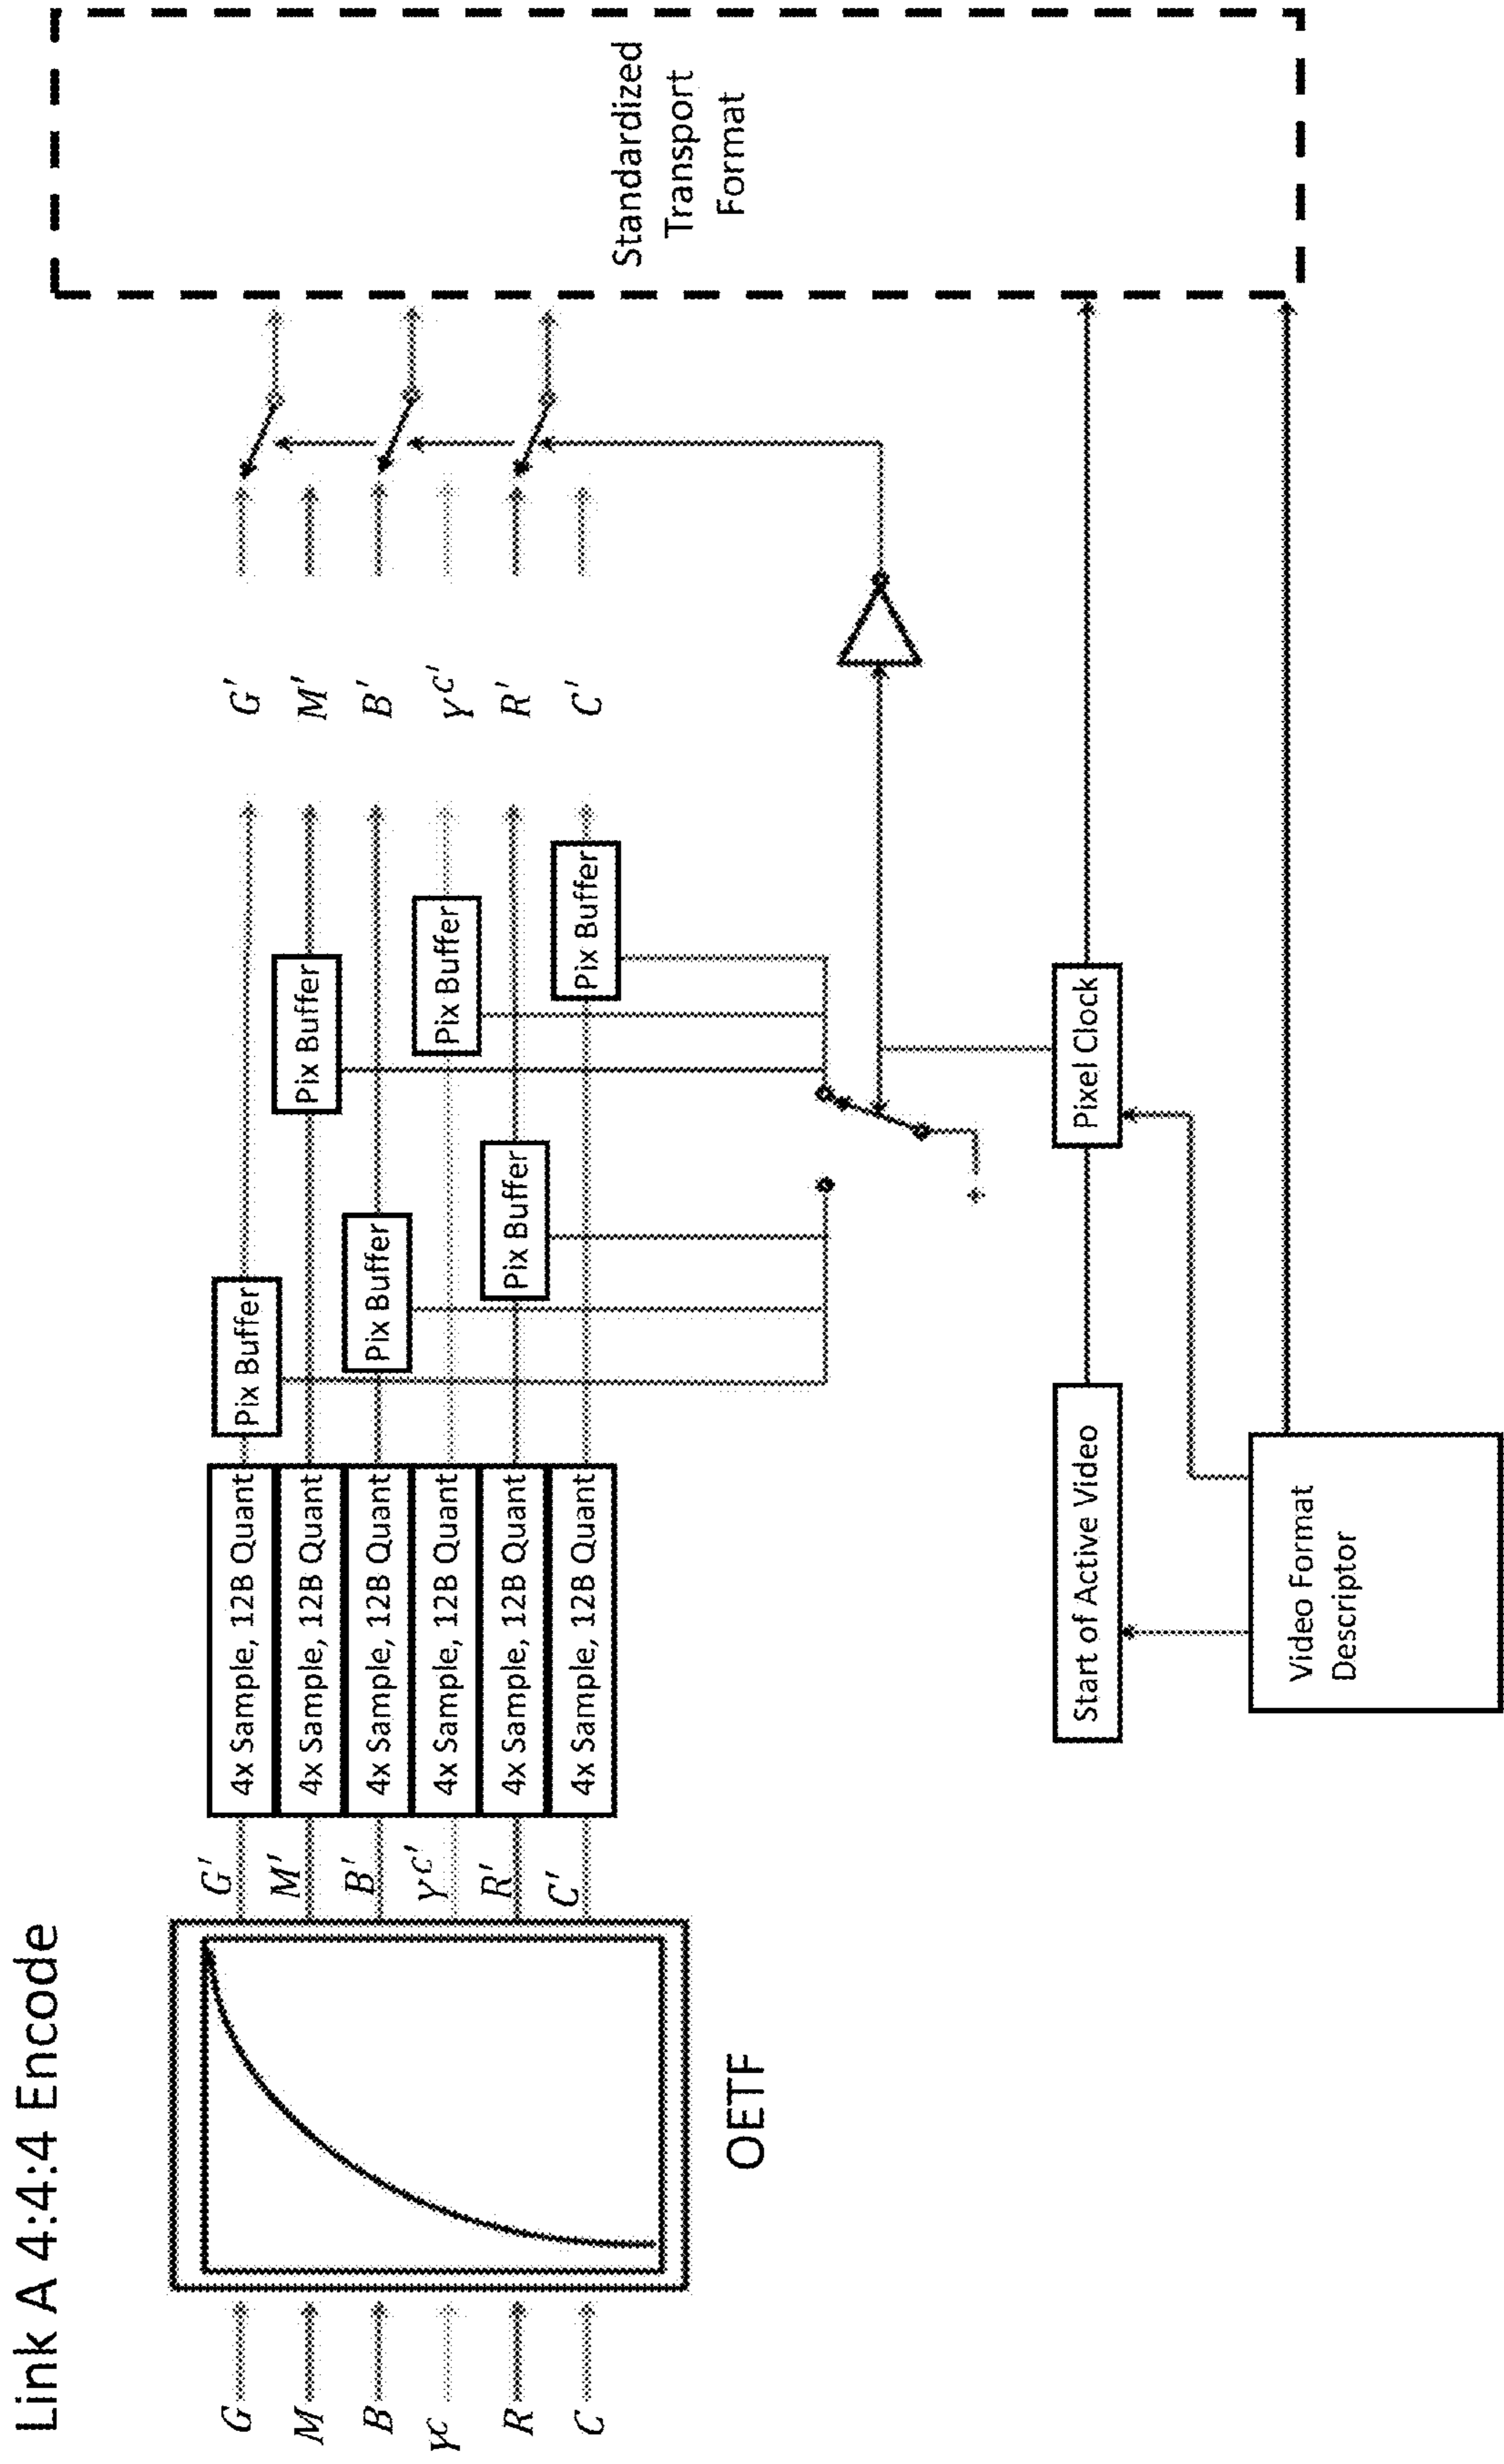 Link A 4:4:4 Encode
G
M
B
Yᶜ
R
C
OETF
G'
M'
B'
Yᶜ'
R'
C'
4x Sample, 12B Quant
4x Sample, 12B Quant
4x Sample, 12B Quant
4x Sample, 12B Quant
4x Sample, 12B Quant
4x Sample, 12B Quant
Pix Buffer
Pix Buffer
Pix Buffer
Pix Buffer
Pix Buffer
Pix Buffer
G'
M'
B'
Yᶜ'
R'
C'
Start of Active Video
Pixel Clock
Video Format
Descriptor
Standardized
Transport
Format